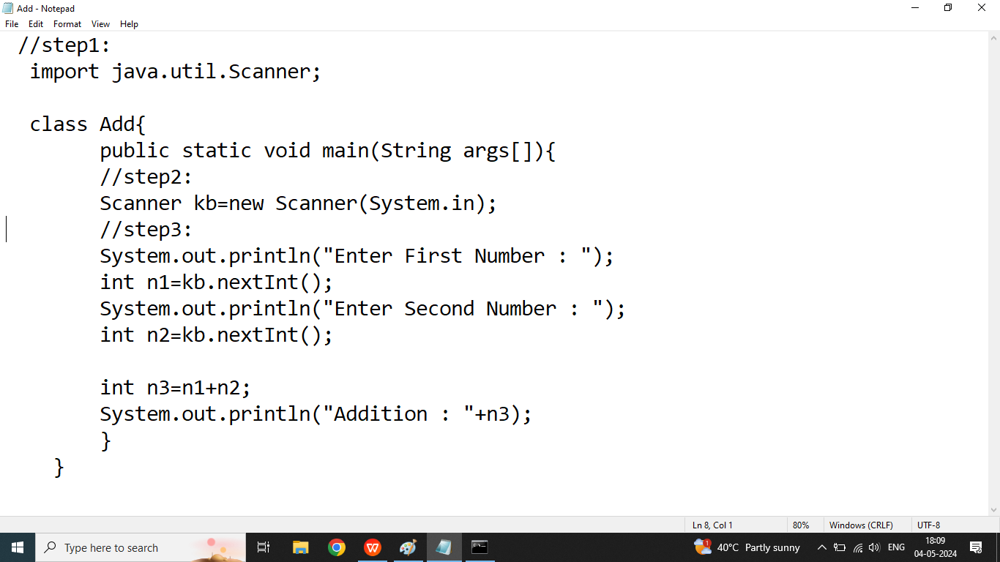 Add - Notepad
File Edit Format View Help
//step1:
import java.util.Scanner;
class Add{
public static void main(String args[]){
//step2:
Scanner kb=new Scanner(System.in);
//step3:
System.out.println("Enter First Number : ");
int n1=kb.nextInt();
System.out.println("Enter Second Number : ");
int n2=kb.nextInt();
int n3=n1+n2;
System.out.println("Addition : "+n3);
}
}
Ln 8, Col 1 80% Windows (CRLF) UTF-8
Type here to search 1 40°C Partly sunny ENG 18:09
04-05-2024